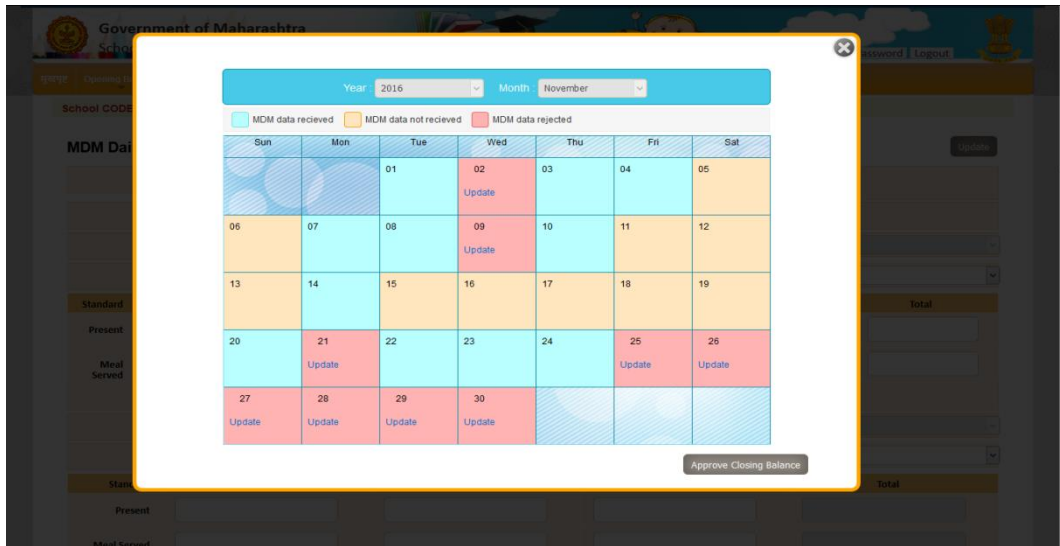 Government of Maharashtra
assword | Logout
मुखपृष्ठ Opening
School CODE
MDM Dai
Update
Year : 2016 Month : November
MDM data recieved MDM data not recieved MDM data rejected
Sun Mon Tue Wed Thu Fri Sat
01 02 03 04 05
Update
06 07 08 09 10 11 12
Update
13 14 15 16 17 18 19
20 21 22 23 24 25 26
Update Update Update
27 28 29 30
Update Update Update Update
Approve Closing Balance
Standard Total
Present
Meal
Served
Stand Total
Present
Meal Served